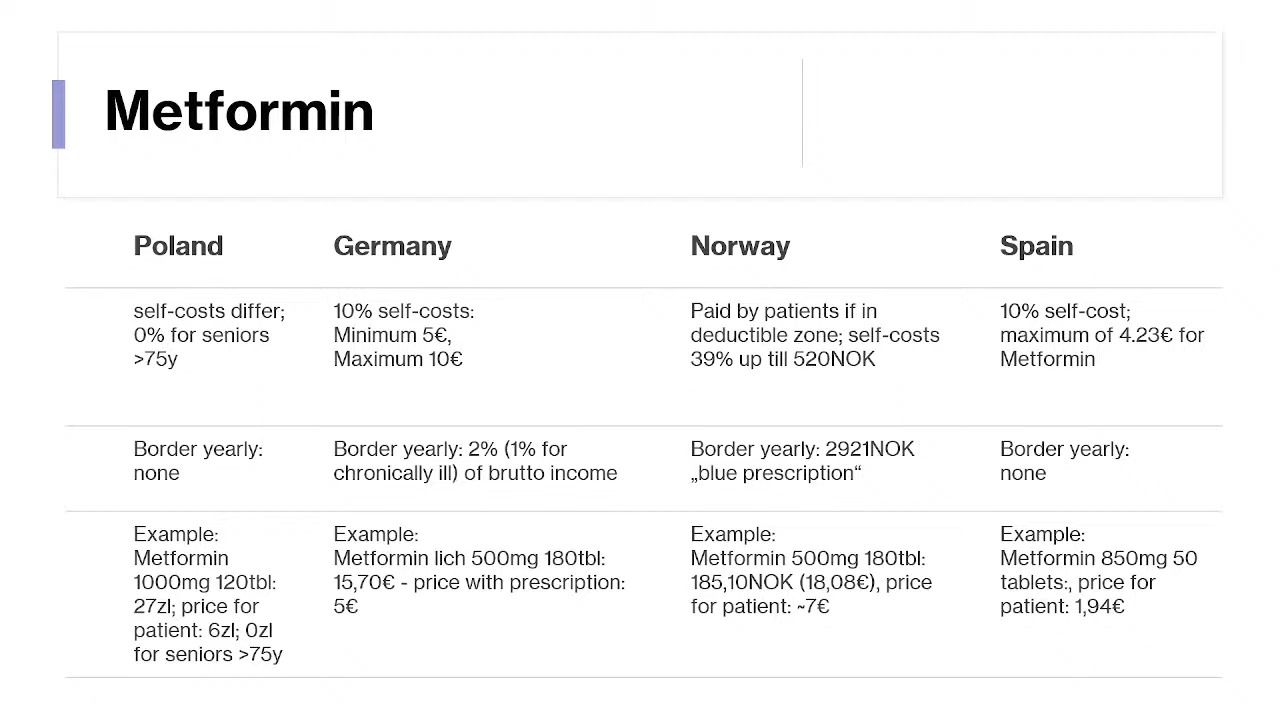 Metformin
Poland
Germany
Norway
Spain
self-costs differ;
0% for seniors
>75y
10% self-costs:
Minimum 5€,
Maximum 10€
Paid by patients if in
deductible zone; self-costs
39% up till 520NOK
10% self-cost;
maximum of 4.23€ for
Metformin
Border yearly:
none
Border yearly: 2% (1% for
chronically ill) of brutto income
Border yearly: 2921NOK
„blue prescription“
Border yearly:
none
Example:
Metformin
1000mg 120tbl:
27zl; price for
patient: 6zl; 0zl
for seniors >75y
Example:
Metformin lich 500mg 180tbl:
15,70€ - price with prescription:
5€
Example:
Metformin 500mg 180tbl:
185,10NOK (18,08€), price
for patient: ~7€
Example:
Metformin 850mg 50
tablets:, price for
patient: 1,94€